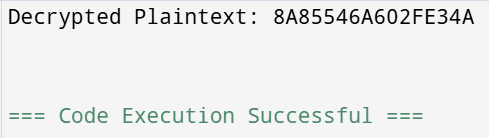 Decrypted Plaintext: 8A85546A602FE34A
=== Code Execution Successful ===